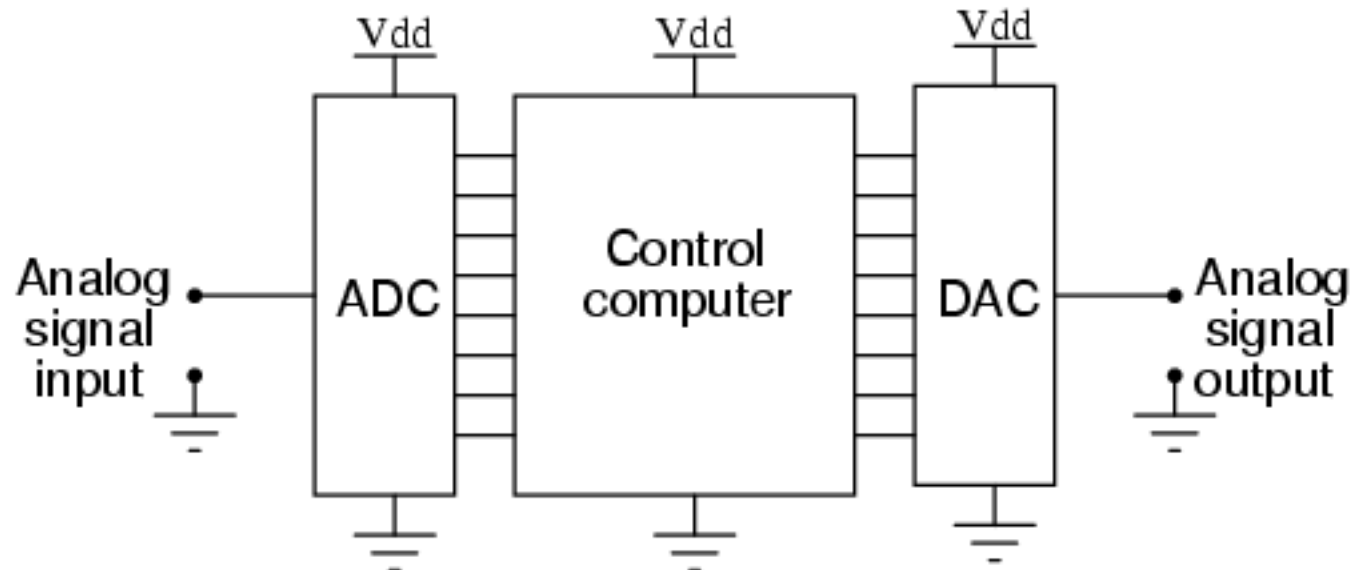 Vdd
Vdd
Vdd
Analog
signal
input
ADC
Control
computer
DAC
Analog
signal
output